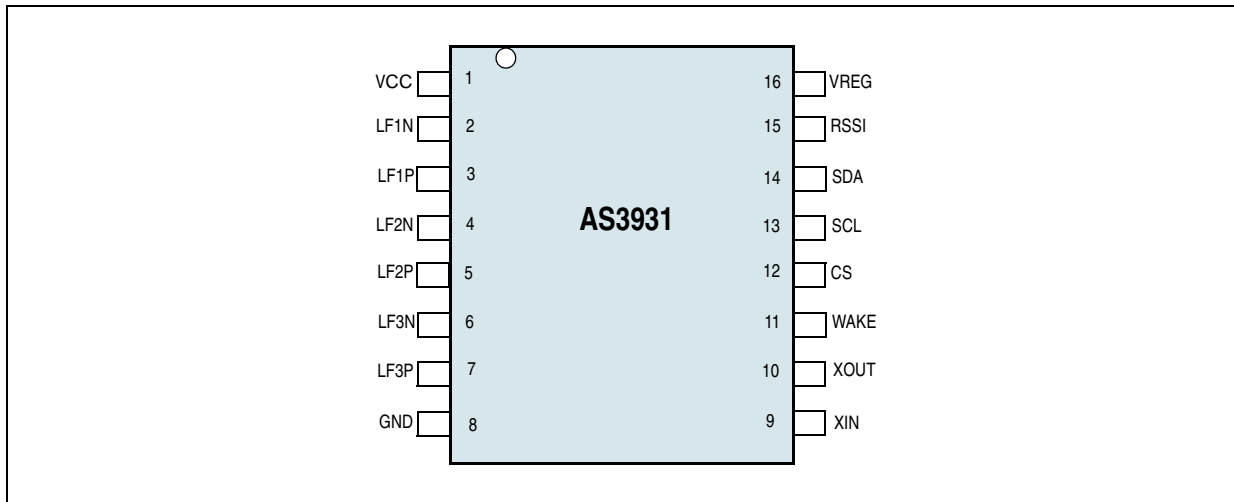 VCC 1 16 VREG
LF1N 2 15 RSSI
LF1P 3 14 SDA
LF2N 4 AS3931 13 SCL
LF2P 5 12 CS
LF3N 6 11 WAKE
LF3P 7 10 XOUT
GND 8 9 XIN